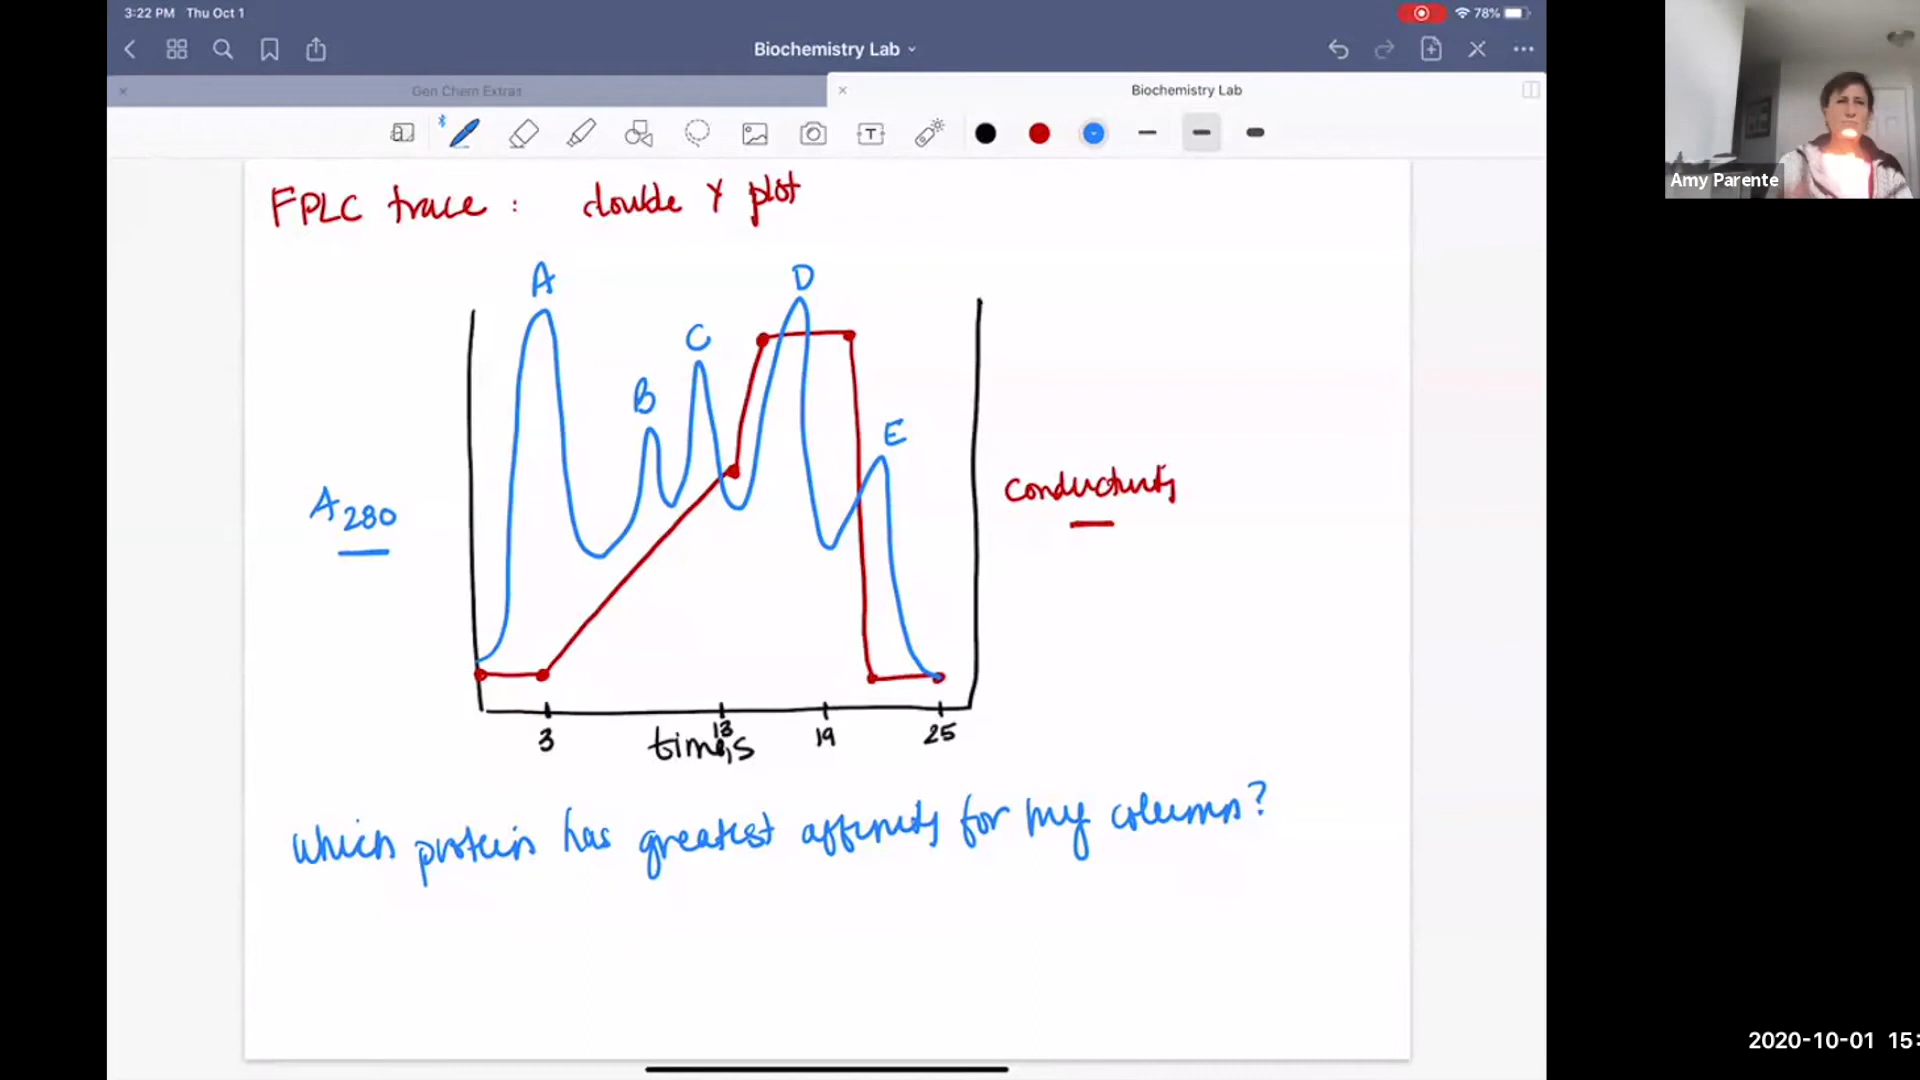 3:22 PM Thu Oct 1
78%
Biochemistry Lab
Gen Chem Extras
Biochemistry Lab
T
Amy Parente
FPLC trace : double Y plot
A
D
C
B
E
A280
conductivity
3
13
19
25
time, s
which protein has greatest affinity for my column?
2020-10-01 15: